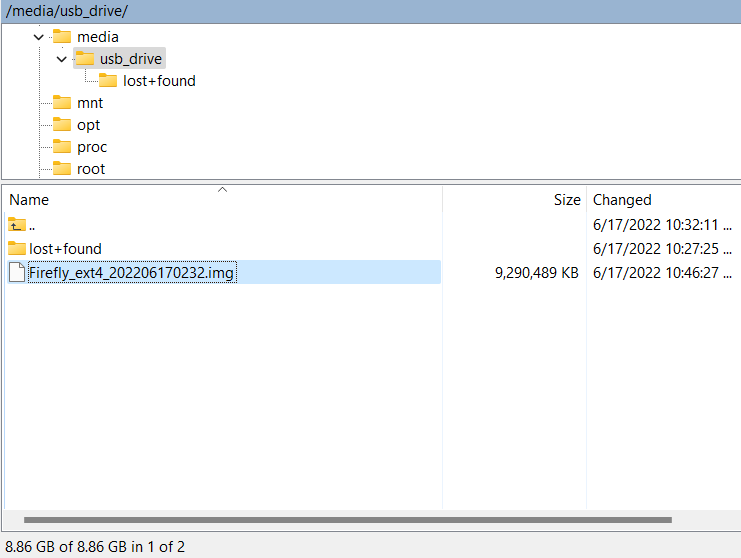 /media/usb_drive/
media
usb_drive
lost+found
mnt
opt
proc
root
Name Size Changed
.. 6/17/2022 10:32:11 ...
lost+found 6/17/2022 10:27:25 ...
Firefly_ext4_202206170232.img 9,290,489 KB 6/17/2022 10:46:27 ...
8.86 GB of 8.86 GB in 1 of 2